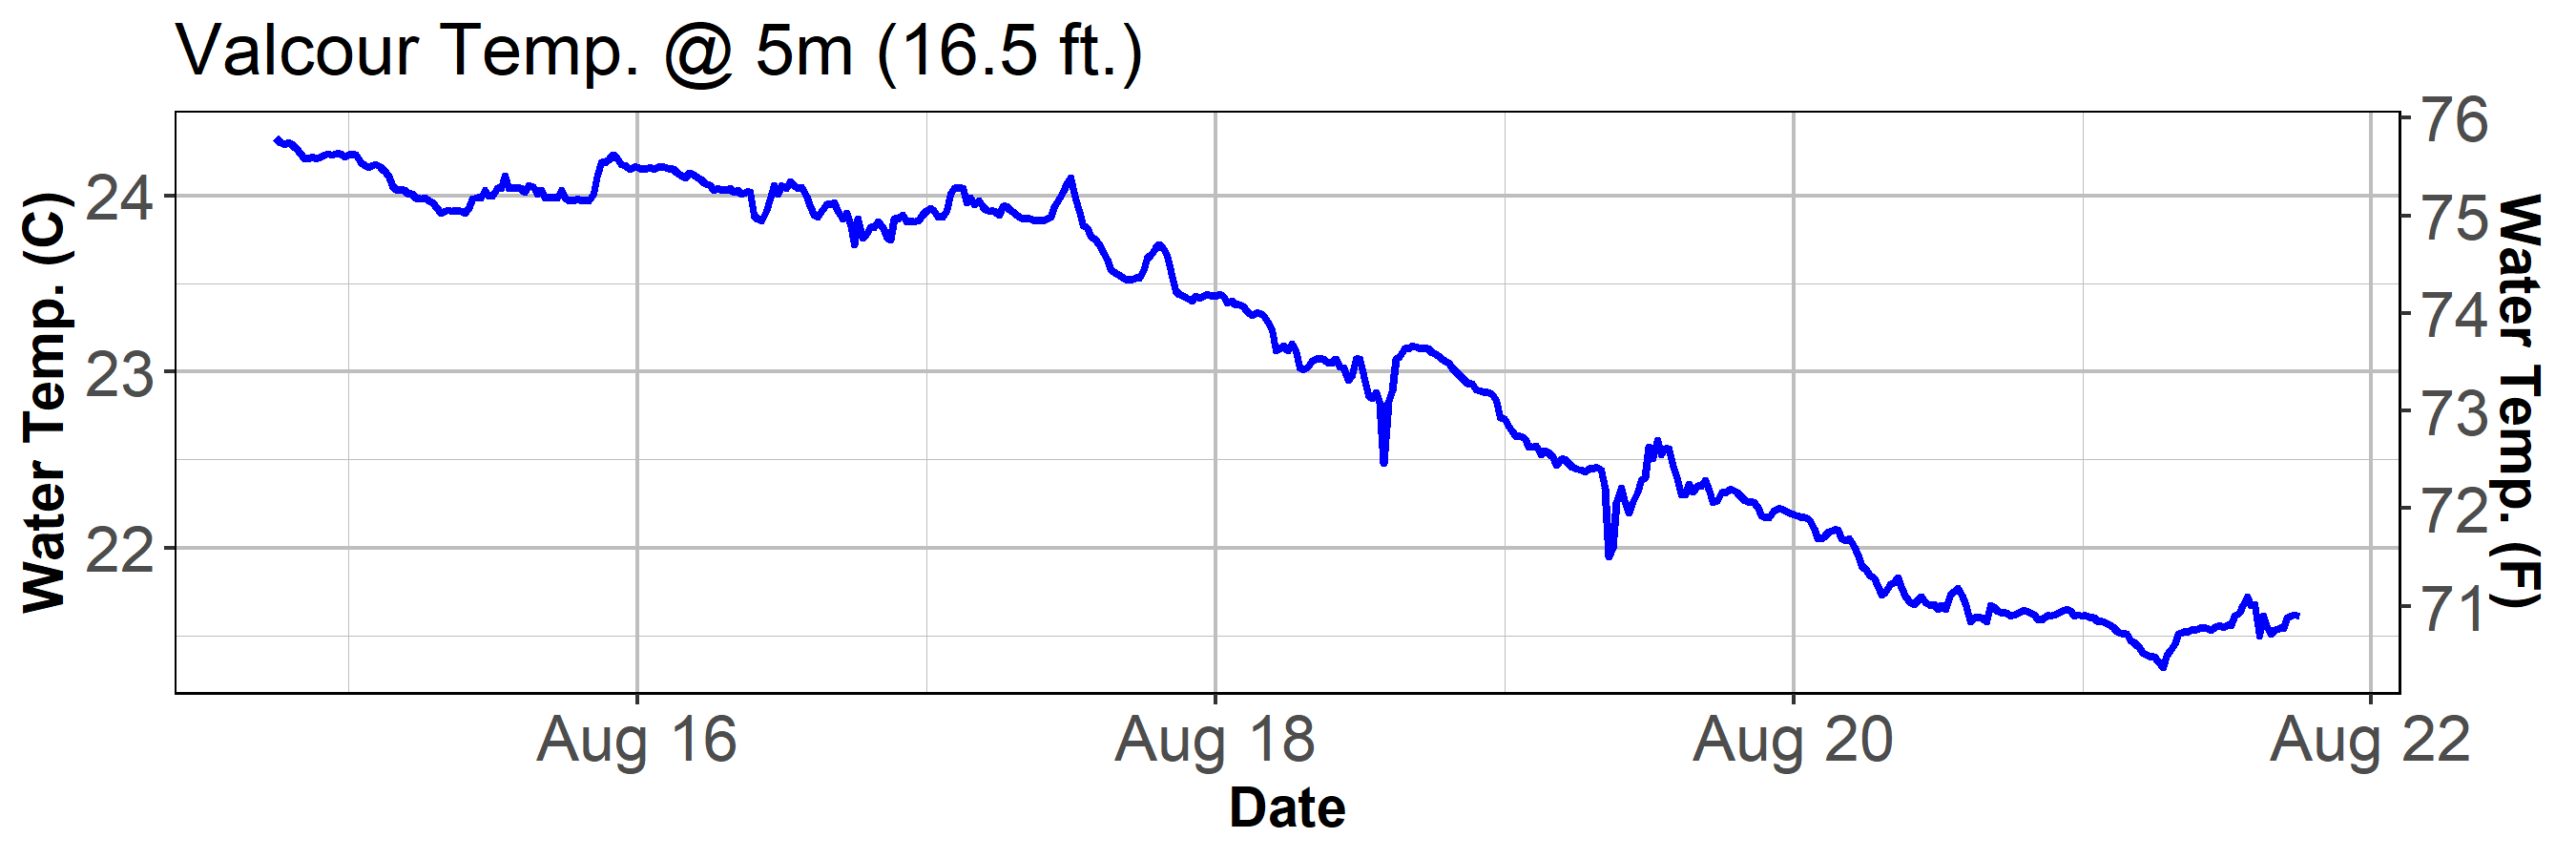 Valcour Temp. @ 5m (16.5 ft.)
Water Temp. (C)
24
23
22
76
75
74
73
72
71
Water Temp. (F)
Aug 16 Aug 18 Aug 20 Aug 22
Date